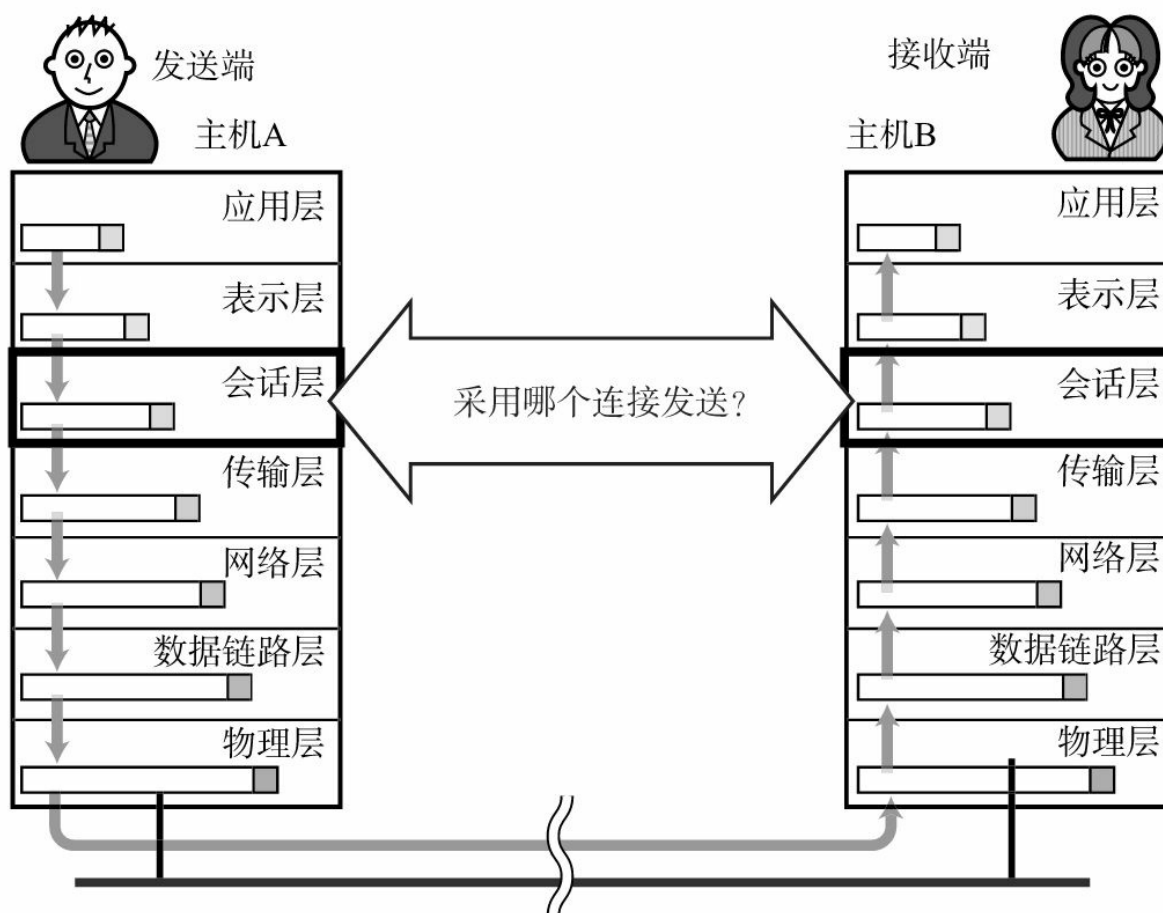 发送端
主机A
应用层
表示层
会话层
传输层
网络层
数据链路层
物理层
采用哪个连接发送？
接收端
主机B
应用层
表示层
会话层
传输层
网络层
数据链路层
物理层